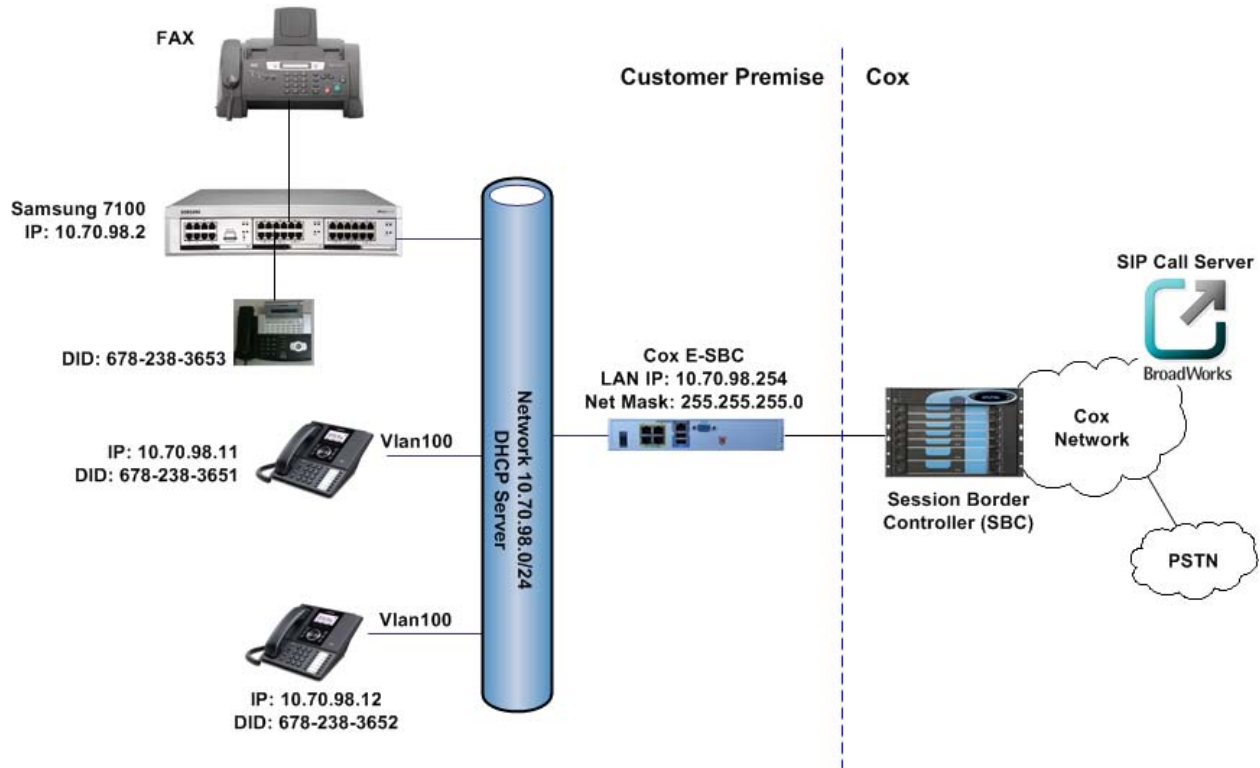 FAX
Customer Premise
Cox
Samsung 7100
IP: 10.70.98.2
SAMSUNG
DID: 678-238-3653
IP: 10.70.98.11
DID: 678-238-3651
Vlan100
Vlan100
IP: 10.70.98.12
DID: 678-238-3652
Network 10.70.98.0/24
DHCP Server
Cox E-SBC
LAN IP: 10.70.98.254
Net Mask: 255.255.255.0
SIP Call Server
BroadWorks
Cox
Network
Session Border
Controller (SBC)
PSTN